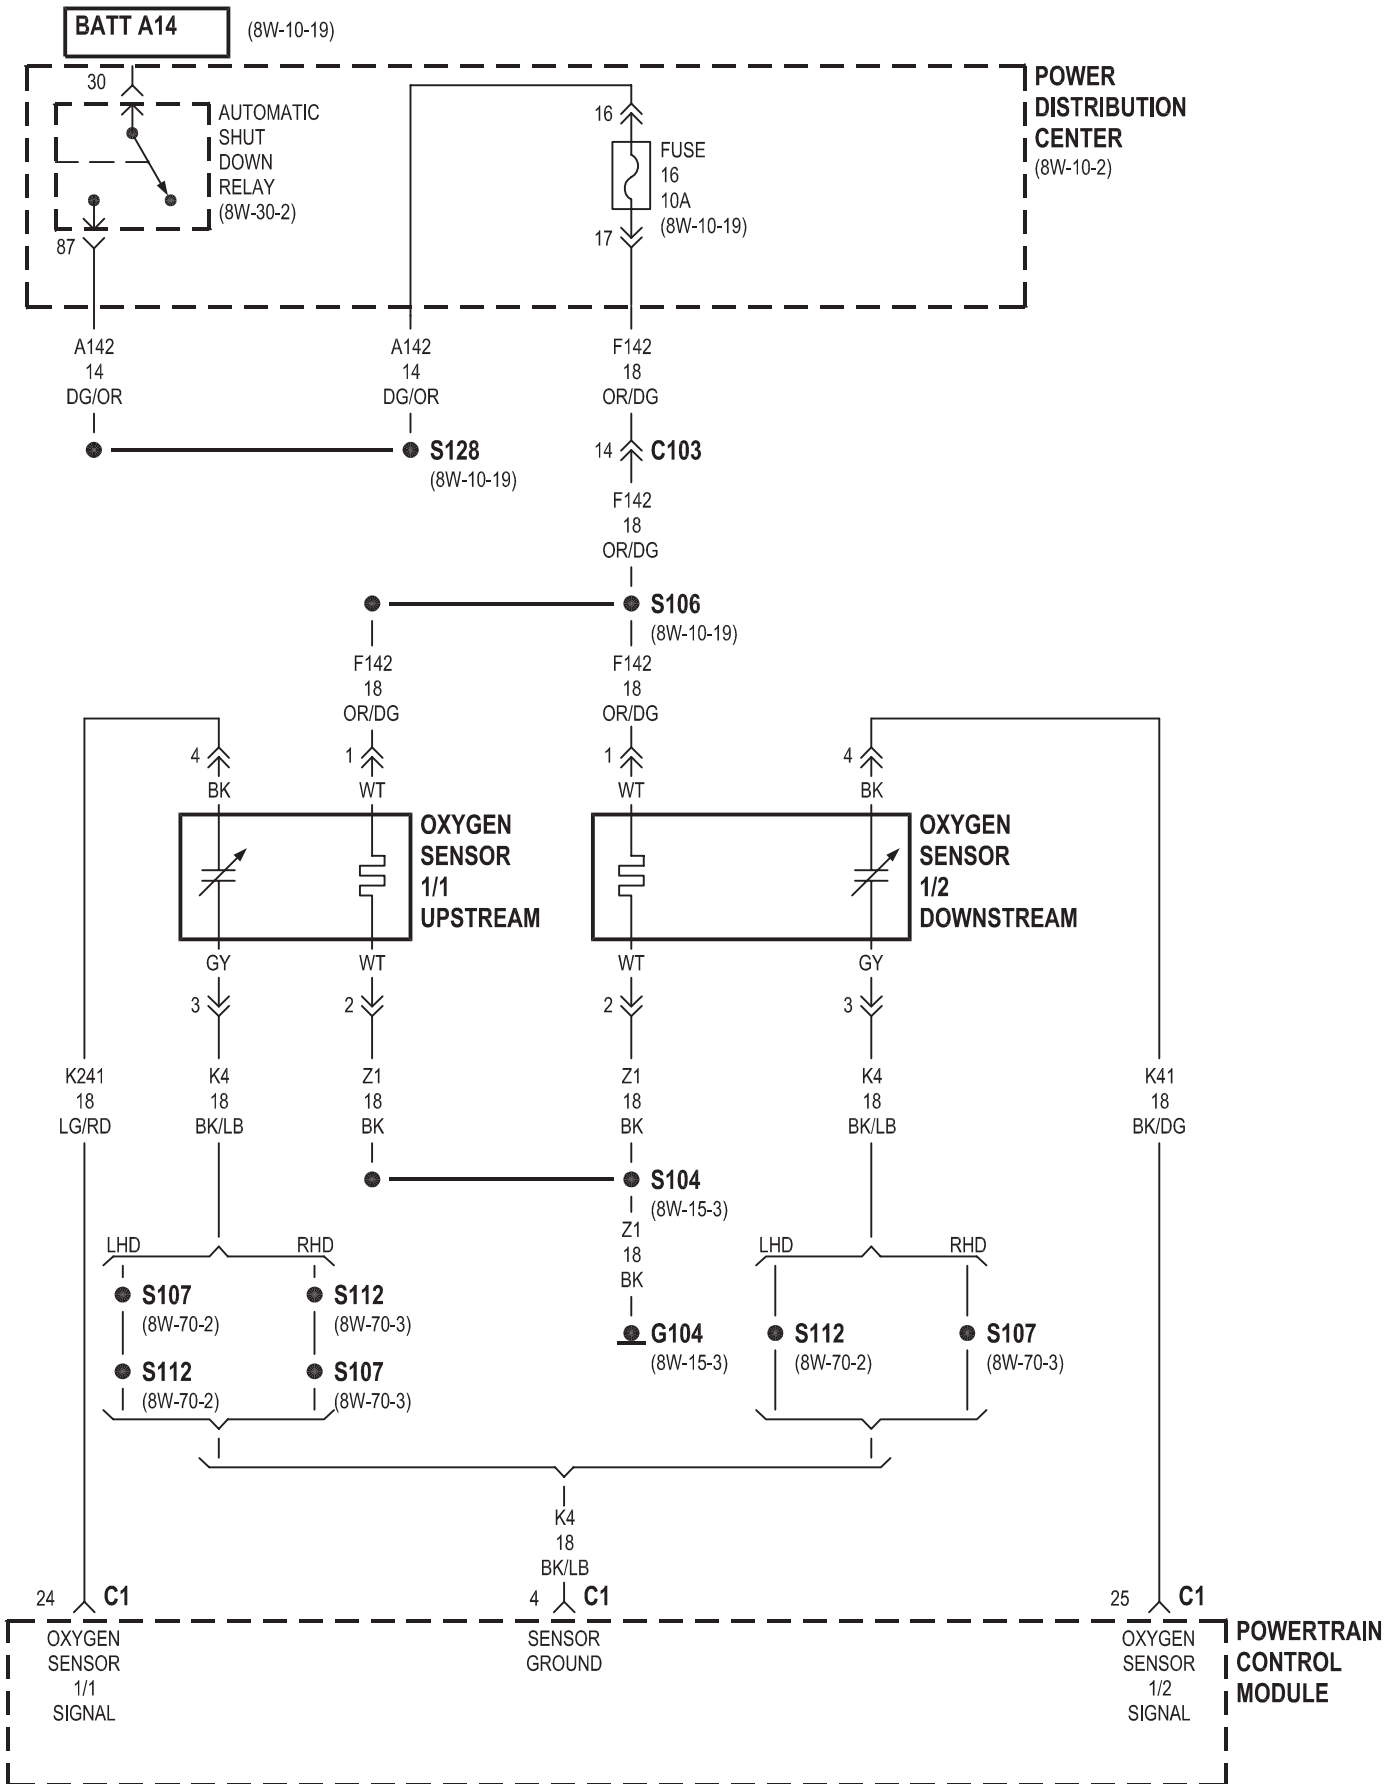 BATT A14
(8W-10-19)
30
AUTOMATIC
SHUT
DOWN
RELAY
(8W-30-2)
87
16
FUSE
16
10A
(8W-10-19)
17
POWER
DISTRIBUTION
CENTER
(8W-10-2)
A142
14
DG/OR
A142
14
DG/OR
F142
18
OR/DG
S128
(8W-10-19)
14
C103
F142
18
OR/DG
S106
(8W-10-19)
F142
18
OR/DG
F142
18
OR/DG
4
1
1
4
BK
WT
WT
BK
OXYGEN
SENSOR
1/1
UPSTREAM
OXYGEN
SENSOR
1/2
DOWNSTREAM
GY
WT
WT
GY
3
2
2
3
K241
18
LG/RD
K4
18
BK/LB
Z1
18
BK
Z1
18
BK
K4
18
BK/LB
K41
18
BK/DG
S104
(8W-15-3)
Z1
18
BK
G104
(8W-15-3)
LHD
RHD
S107
(8W-70-2)
S112
(8W-70-3)
S112
(8W-70-2)
S107
(8W-70-3)
LHD
RHD
S112
(8W-70-2)
S107
(8W-70-3)
K4
18
BK/LB
24
C1
4
C1
25
C1
OXYGEN
SENSOR
1/1
SIGNAL
SENSOR
GROUND
OXYGEN
SENSOR
1/2
SIGNAL
POWERTRAIN
CONTROL
MODULE